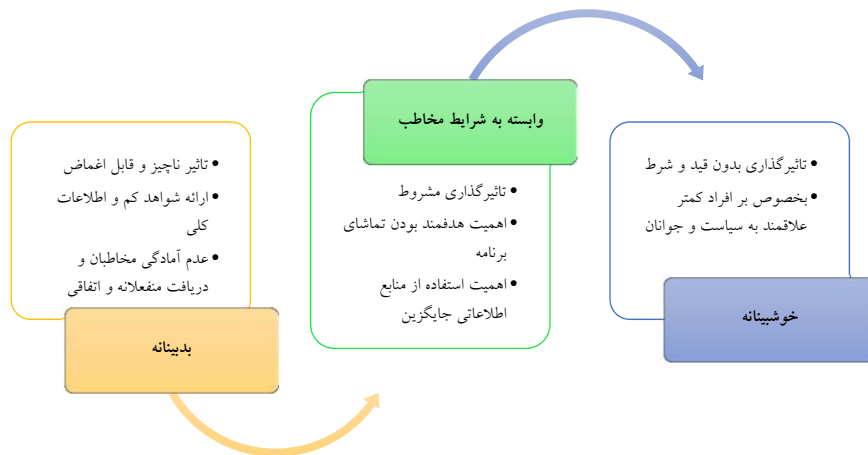 • تاثیرگذاری بدون قید و شرط
• بخصوص بر افراد کمتر
علاقمند به سیاست و جوانان
خوشبینانه
وابسته به شرایط مخاطب
• تاثیرگذاری مشروط
• اهمیت هدفمند بودن تماشای
برنامه
• اهمیت استفاده از منابع
اطلاعاتی جایگزین
• تاثیر ناچیز و قابل اغماض
• ارائه شواهد کم و اطلاعات
کلی
• عدم آمادگی مخاطبان و
دریافت منفعلانه و اتفاقی
بدبینانه